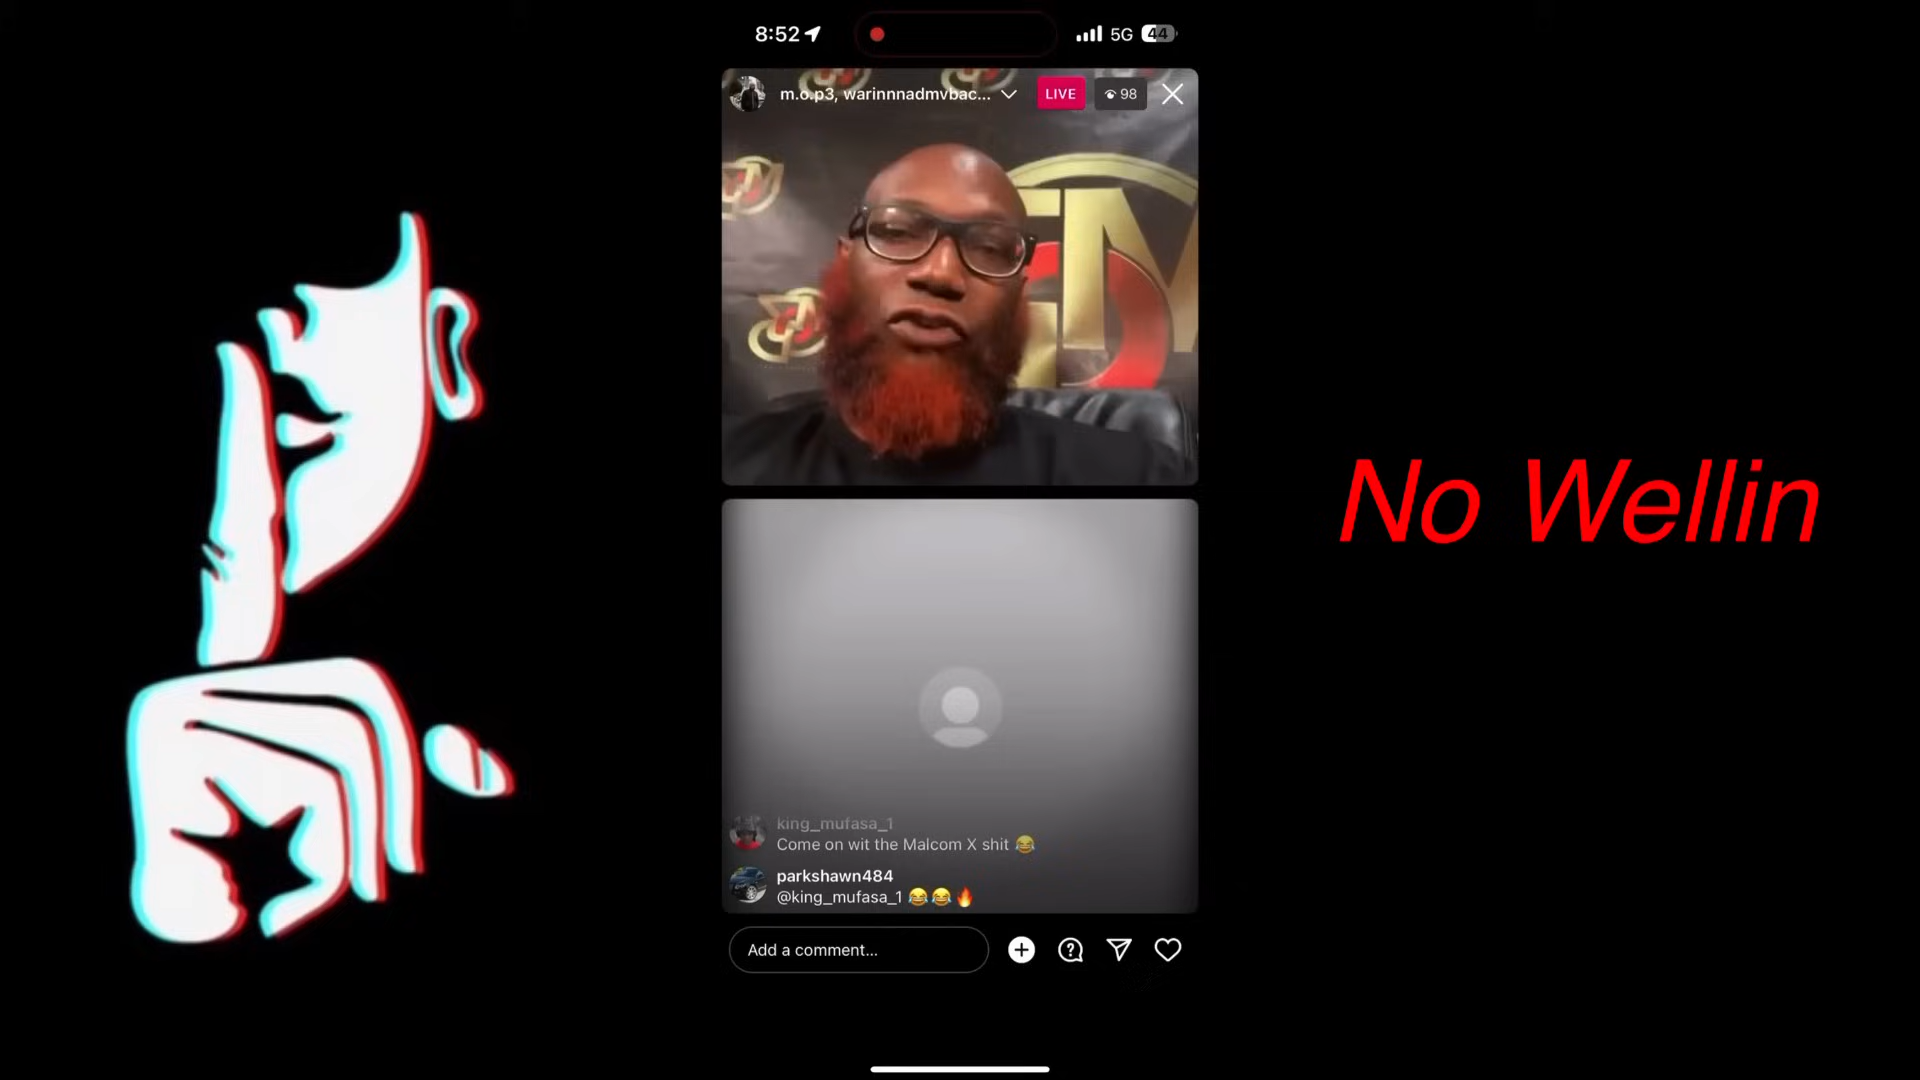 8:52
5G
44
m.o.p3, warinnnadmvbac...
LIVE
98
king_mufasa_1
Come on wit the Malcom X shit 😂
parkshawn484
@king_mufasa_1 😂😂🔥
Add a comment...
No Wellin